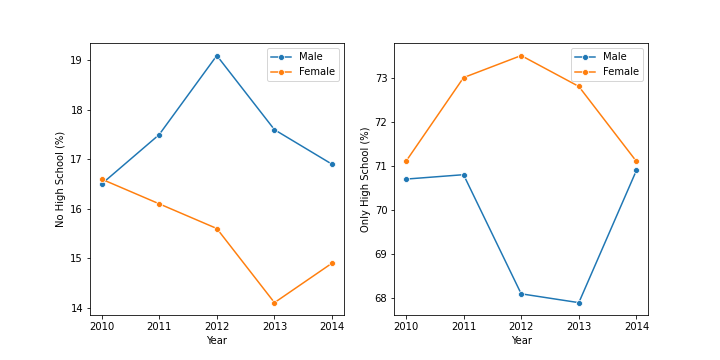 No High School (%)
19
18
17
16
15
14
2010 2011 2012 2013 2014
Year
Male
Female
Only High School (%)
73
72
71
70
69
68
2010 2011 2012 2013 2014
Year
Male
Female